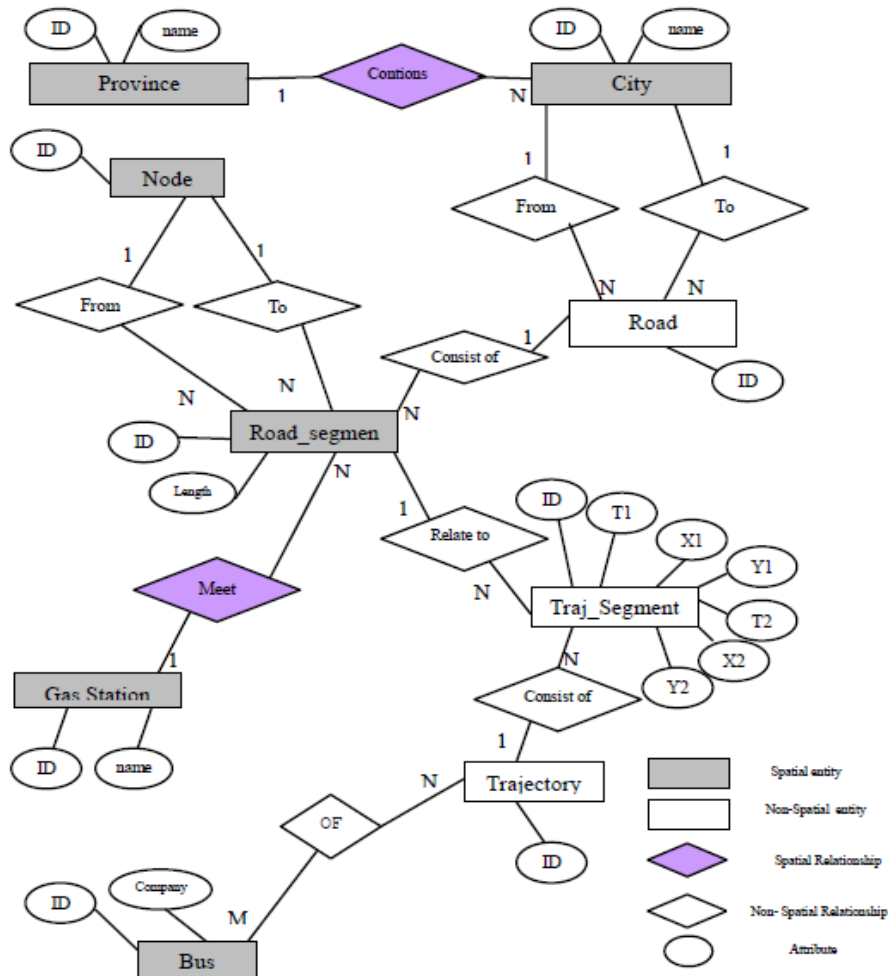 ID
name
ID
name
Province
1
Contions
N
City
ID
Node
1
1
1
1
From
To
From
To
N
N
Road
1
Consist of
N
N
N
ID
ID
Road_segmen
Length
N
1
Relate to
N
ID
T1
X1
Y1
T2
X2
Y2
Traj_Segment
Meet
1
Gas Station
ID
name
N
Consist of
1
N
Trajectory
OF
ID
M
Company
ID
Bus
Spatial entity
Non-Spatial entity
Spatial Relationship
Non- Spatial Relationship
Attribute